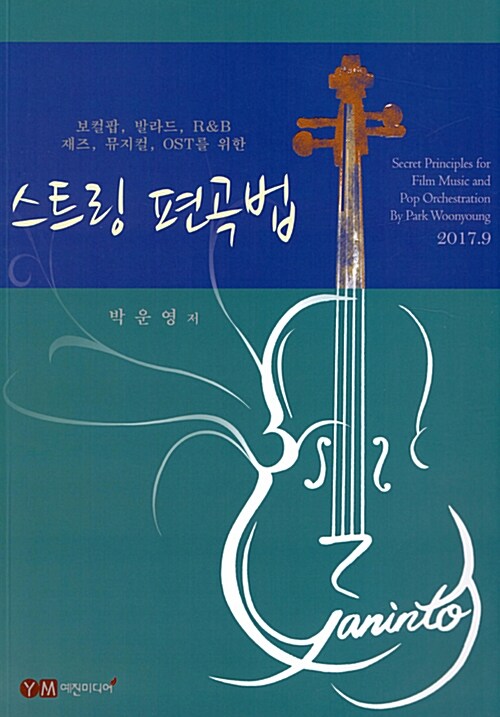 보컬팝, 발라드, R&B
재즈, 뮤지컬, OST를 위한
스트링 편곡법
Secret Principles for
Film Music and
Pop Orchestration
By Park Woonyoung
2017.9
박운영 저
Janinto
YM 예진미디어